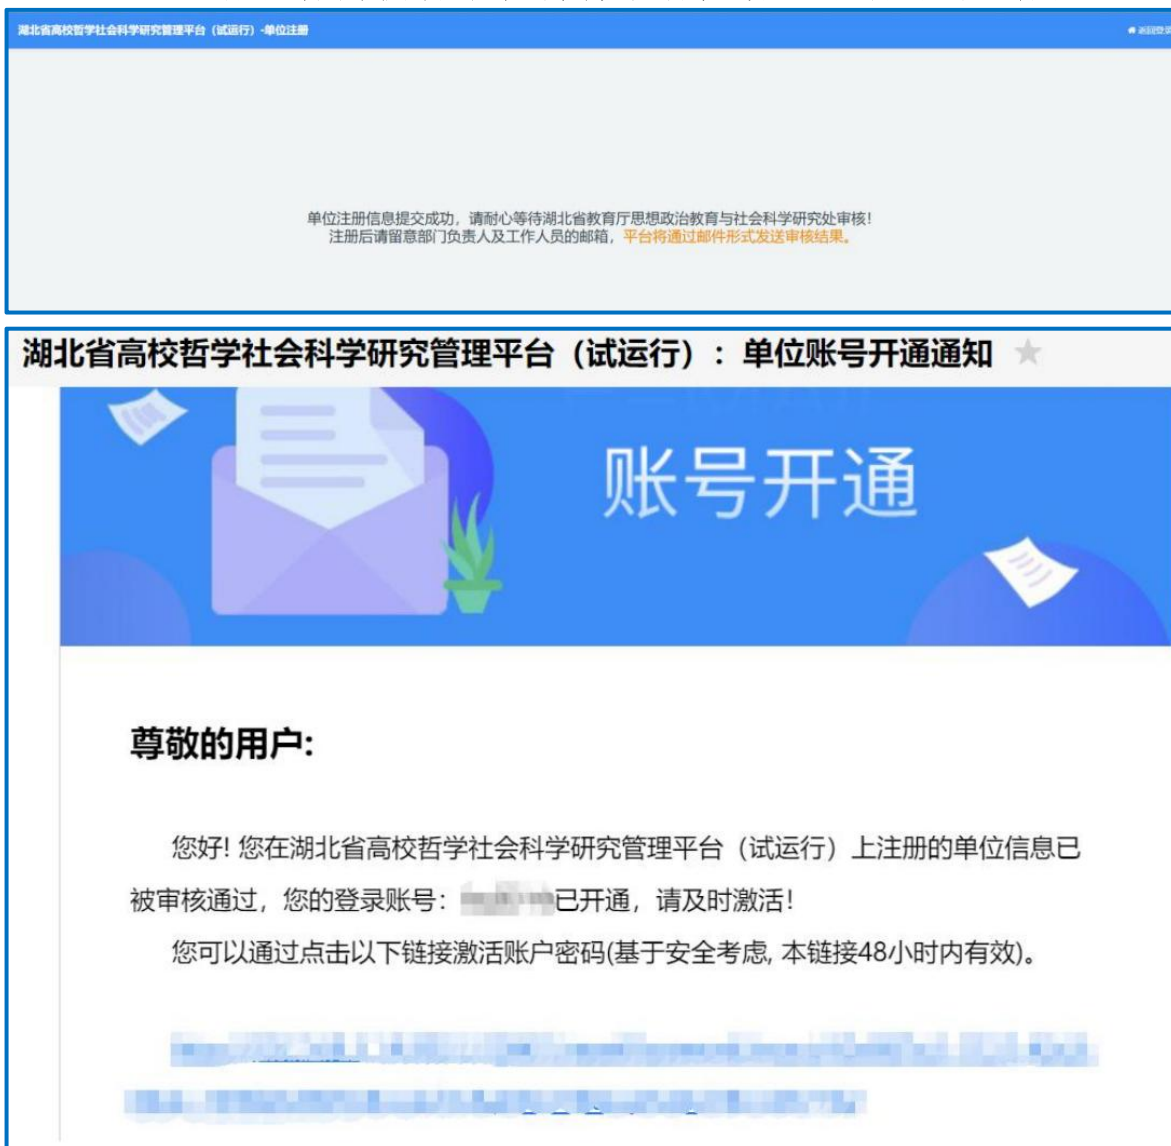 湖北省高校哲学社会科学研究管理平台（试运行）-单位注册
返回登录
单位注册信息提交成功，请耐心等待湖北省教育厅思想政治教育与社会科学研究处审核！
注册后请留意部门负责人及工作人员的邮箱，平台将通过邮件形式发送审核结果。
湖北省高校哲学社会科学研究管理平台（试运行）：单位账号开通通知
账号开通
尊敬的用户:
您好! 您在湖北省高校哲学社会科学研究管理平台（试运行）上注册的单位信息已
被审核通过，您的登录账号：已开通，请及时激活！
您可以通过点击以下链接激活账户密码(基于安全考虑, 本链接48小时内有效)。